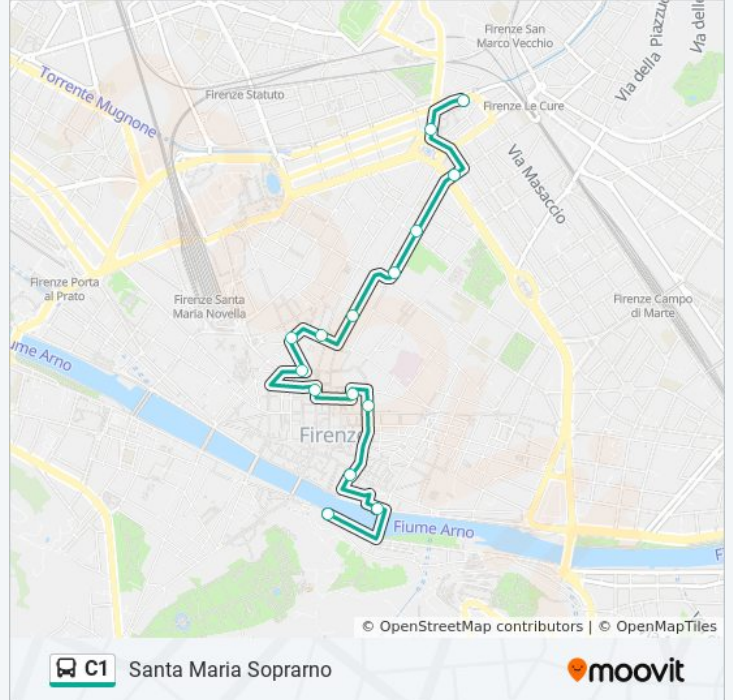 Firenze San
Marco Vecchio
Via della Piazzuo
Via delle
Torrente Mugnone
Firenze Statuto
Firenze Le Cure
Via Masaccio
Firenze Porta
al Prato
Firenze Santa
Maria Novella
Firenze Campo
di Marte
ume Arno
Firenze
Fiume Arno
F
© OpenStreetMap contributors | © OpenMapTiles
C1 Santa Maria Soprarno
moovit